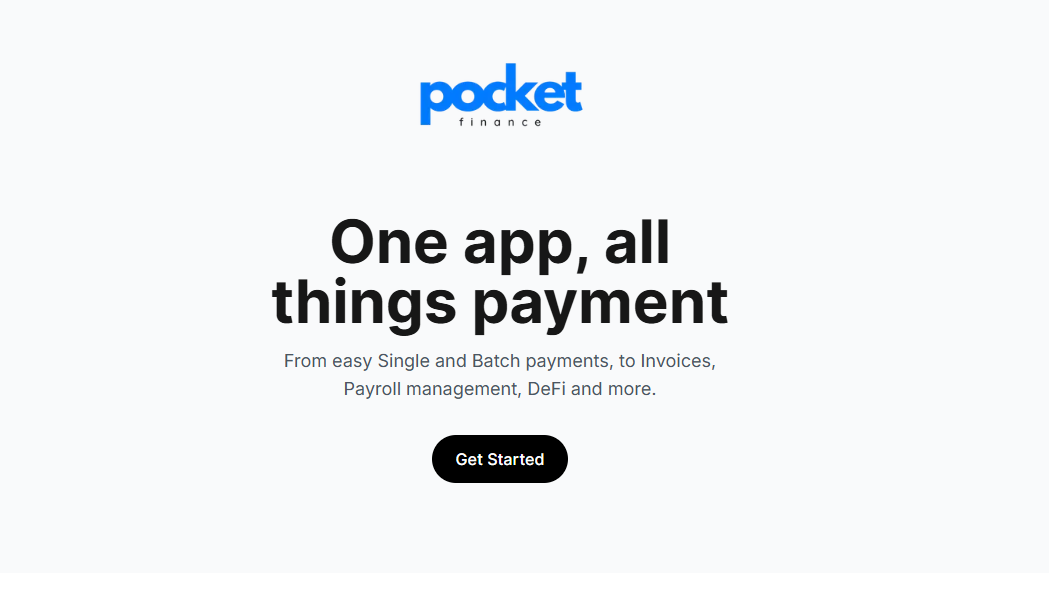 pocket
finance
One app, all
things payment
From easy Single and Batch payments, to Invoices,
Payroll management, DeFi and more.
Get Started